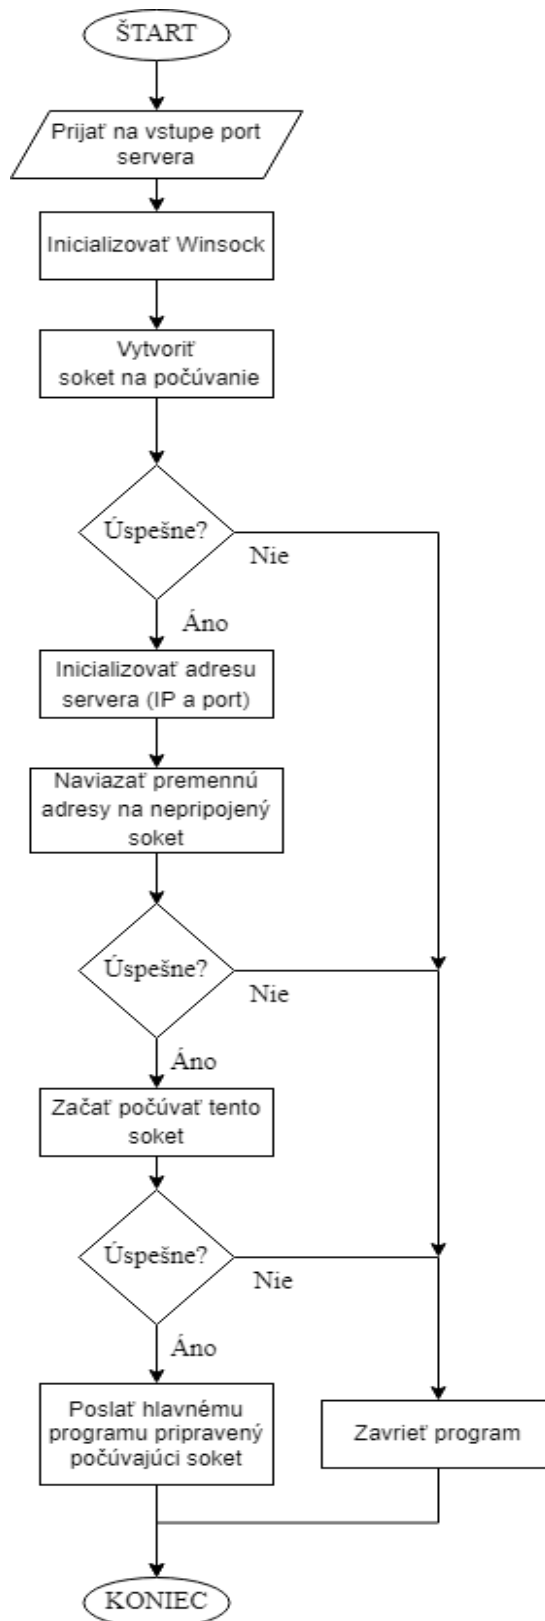 ŠTART
Prijať na vstupe port
servera
Inicializovať Winsock
Vytvoriť
soket na počúvanie
Úspešne?
Nie
Áno
Inicializovať adresu
servera (IP a port)
Naviazať premennú
adresy na nepripojený
soket
Úspešne?
Nie
Áno
Začať počúvať tento
soket
Úspešne?
Nie
Áno
Poslať hlavnému
programu pripravený
počúvajúci soket
Zavrieť program
KONIEC